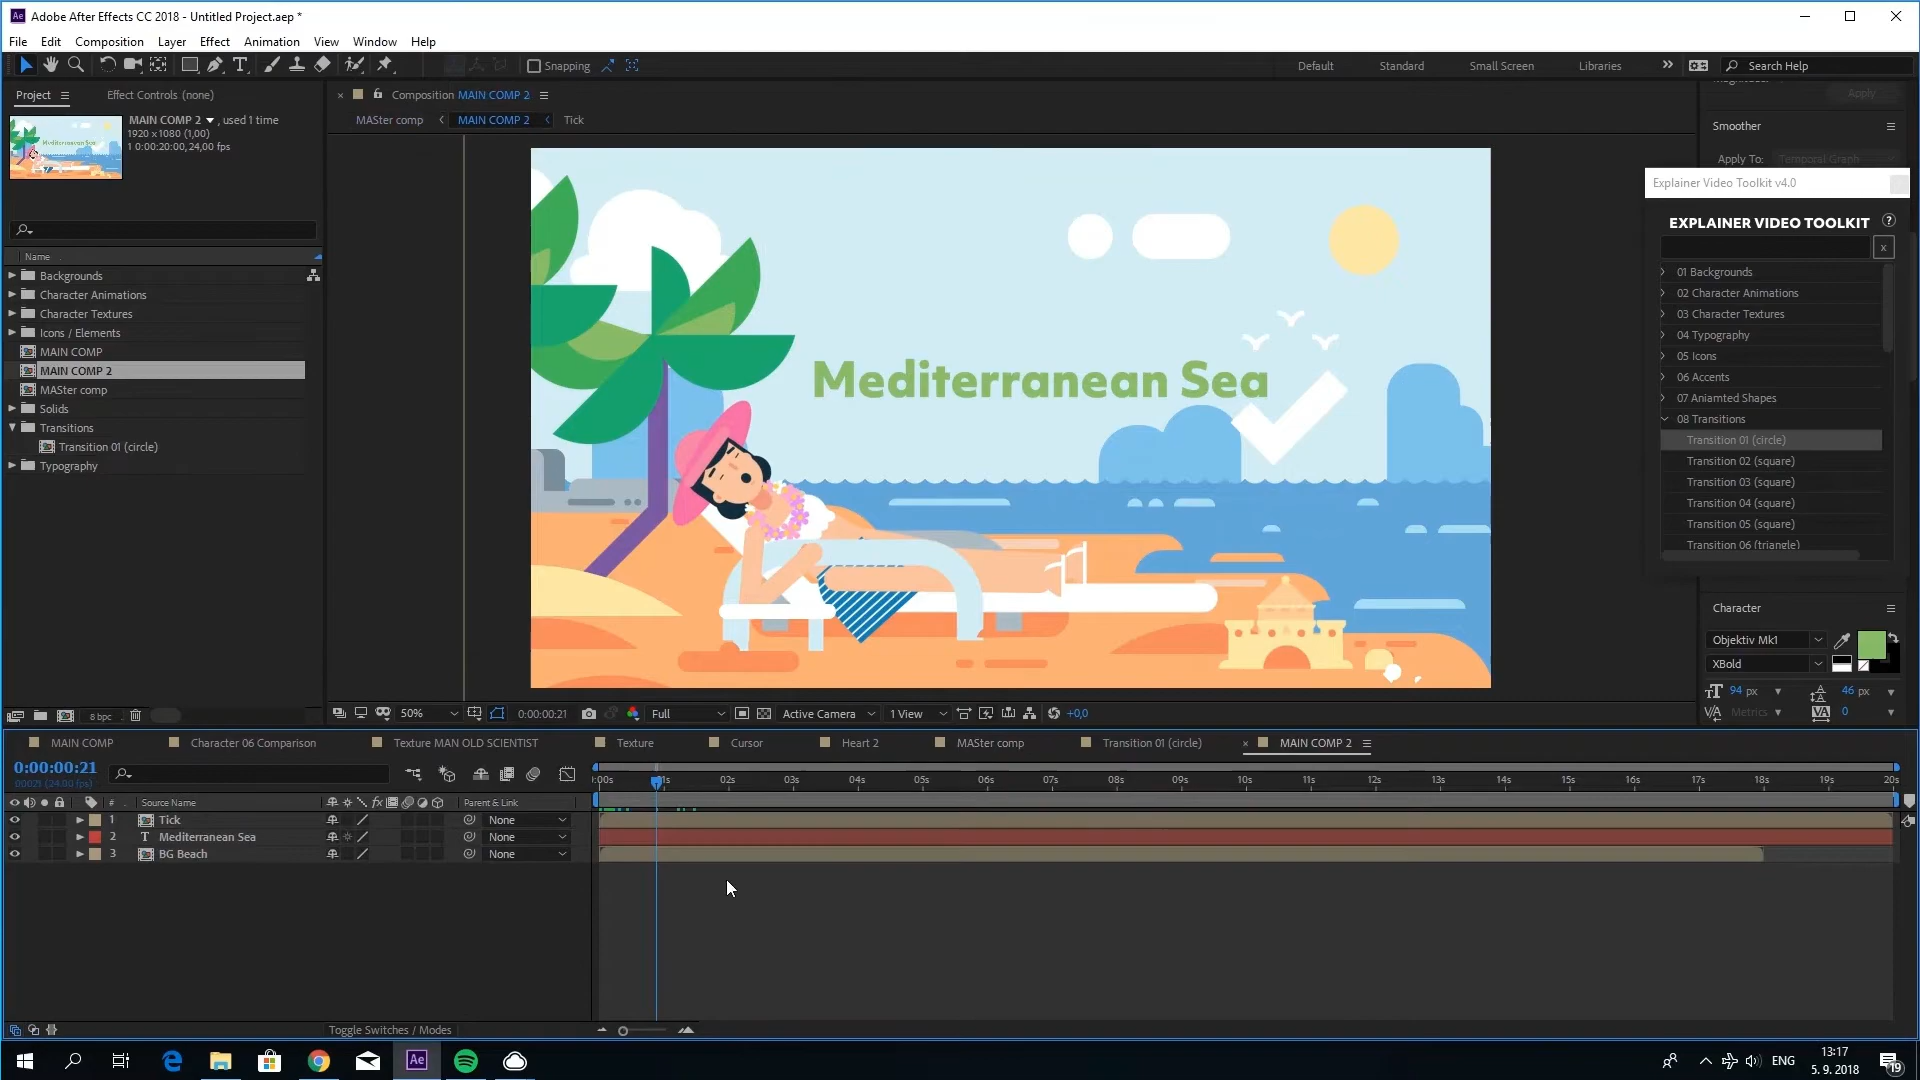 Adobe After Effects CC 2018 - Untitled Project.aep *
File Edit Composition Layer Effect Animation View Window Help
Snapping Default Standard Small Screen Libraries Search Help
Project Effect Controls (none)
MAIN COMP 2 , used 1 time
1920 x 1080 (1,00)
0:00:20:00, 24,00 fps
Name
Backgrounds
Character Animations
Character Textures
Icons / Elements
MAIN COMP
MAIN COMP 2
MASter comp
Solids
Transitions
Transition 01 (circle)
Typography
8 bpc
Composition MAIN COMP 2
MASter comp MAIN COMP 2 Tick
Mediterranean Sea
50% 0:00:00:21 Full Active Camera 1 View +0,0
Apply
Smoother
Apply To: Temporal Graph
Explainer Video Toolkit v4.0
EXPLAINER VIDEO TOOLKIT ?
x
01 Backgrounds
02 Character Animations
03 Character Textures
04 Typography
05 Icons
06 Accents
07 Aniamted Shapes
08 Transitions
Transition 01 (circle)
Transition 02 (square)
Transition 03 (square)
Transition 04 (square)
Transition 05 (square)
Transition 06 (triangle)
Character
Objektiv Mk1
XBold
94 px 46 px
Metrics 0
MAIN COMP Character 06 Comparison Texture MAN OLD SCIENTIST Texture Cursor Heart 2 MASter comp Transition 01 (circle) MAIN COMP 2
0:00:00:21
00021 (24.00 fps)
:00s 1s 02s 03s 04s 05s 06s 07s 08s 09s 10s 11s 12s 13s 14s 15s 16s 17s 18s 19s 20s
# Source Name fx Parent & Link
1 Tick None
2 T Mediterranean Sea None
3 BG Beach None
Toggle Switches / Modes
Ae ENG 13:17
5. 9. 2018 19